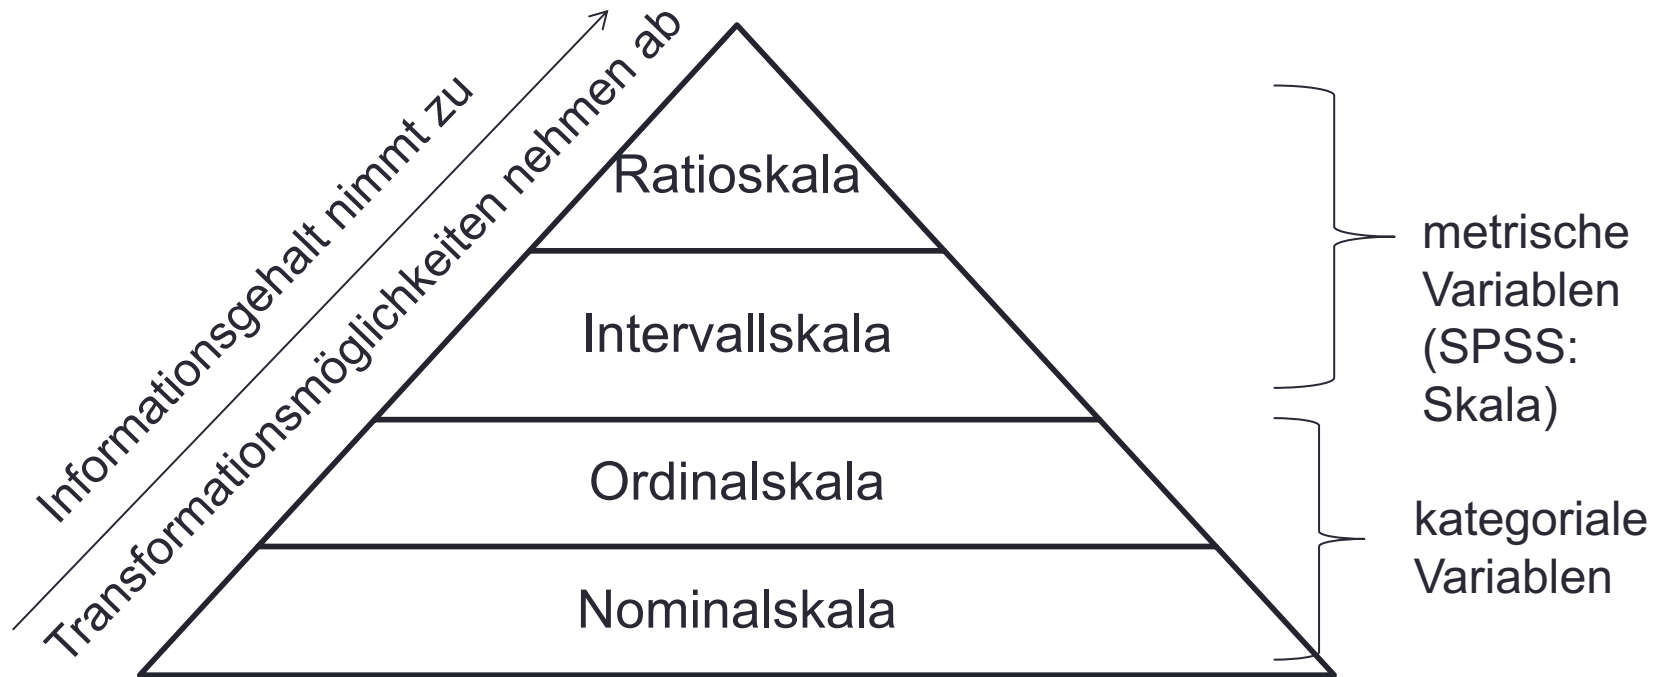 Informationsgehalt nimmt zu
Transformationsmöglichkeiten nehmen ab
Ratioskala
Intervallskala
Ordinalskala
Nominalskala
metrische
Variablen
(SPSS:
Skala)
kategoriale
Variablen